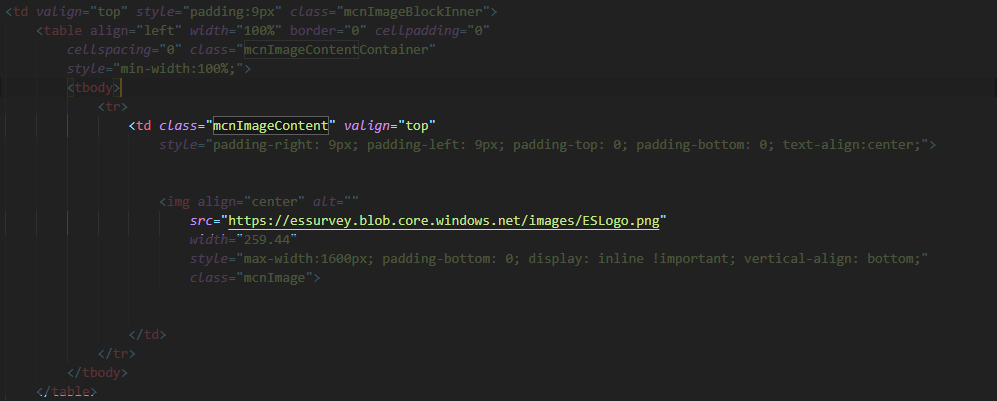 <td valign="top" style="padding:9px" class="mcnImageBlockInner">
<table align="left" width="100%" border="0" cellpadding="0"
cellspacing="0" class="mcnImageContentContainer"
style="min-width:100%;">
<tbody>
<tr>
<td class="mcnImageContent" valign="top"
style="padding-right: 9px; padding-left: 9px; padding-top: 0; padding-bottom: 0; text-align:center;">
<img align="center" alt=""
src="https://essurvey.blob.core.windows.net/images/ESLogo.png"
width="259.44"
style="max-width:1600px; padding-bottom: 0; display: inline !important; vertical-align: bottom;"
class="mcnImage">
</td>
</tr>
</tbody>
</table>